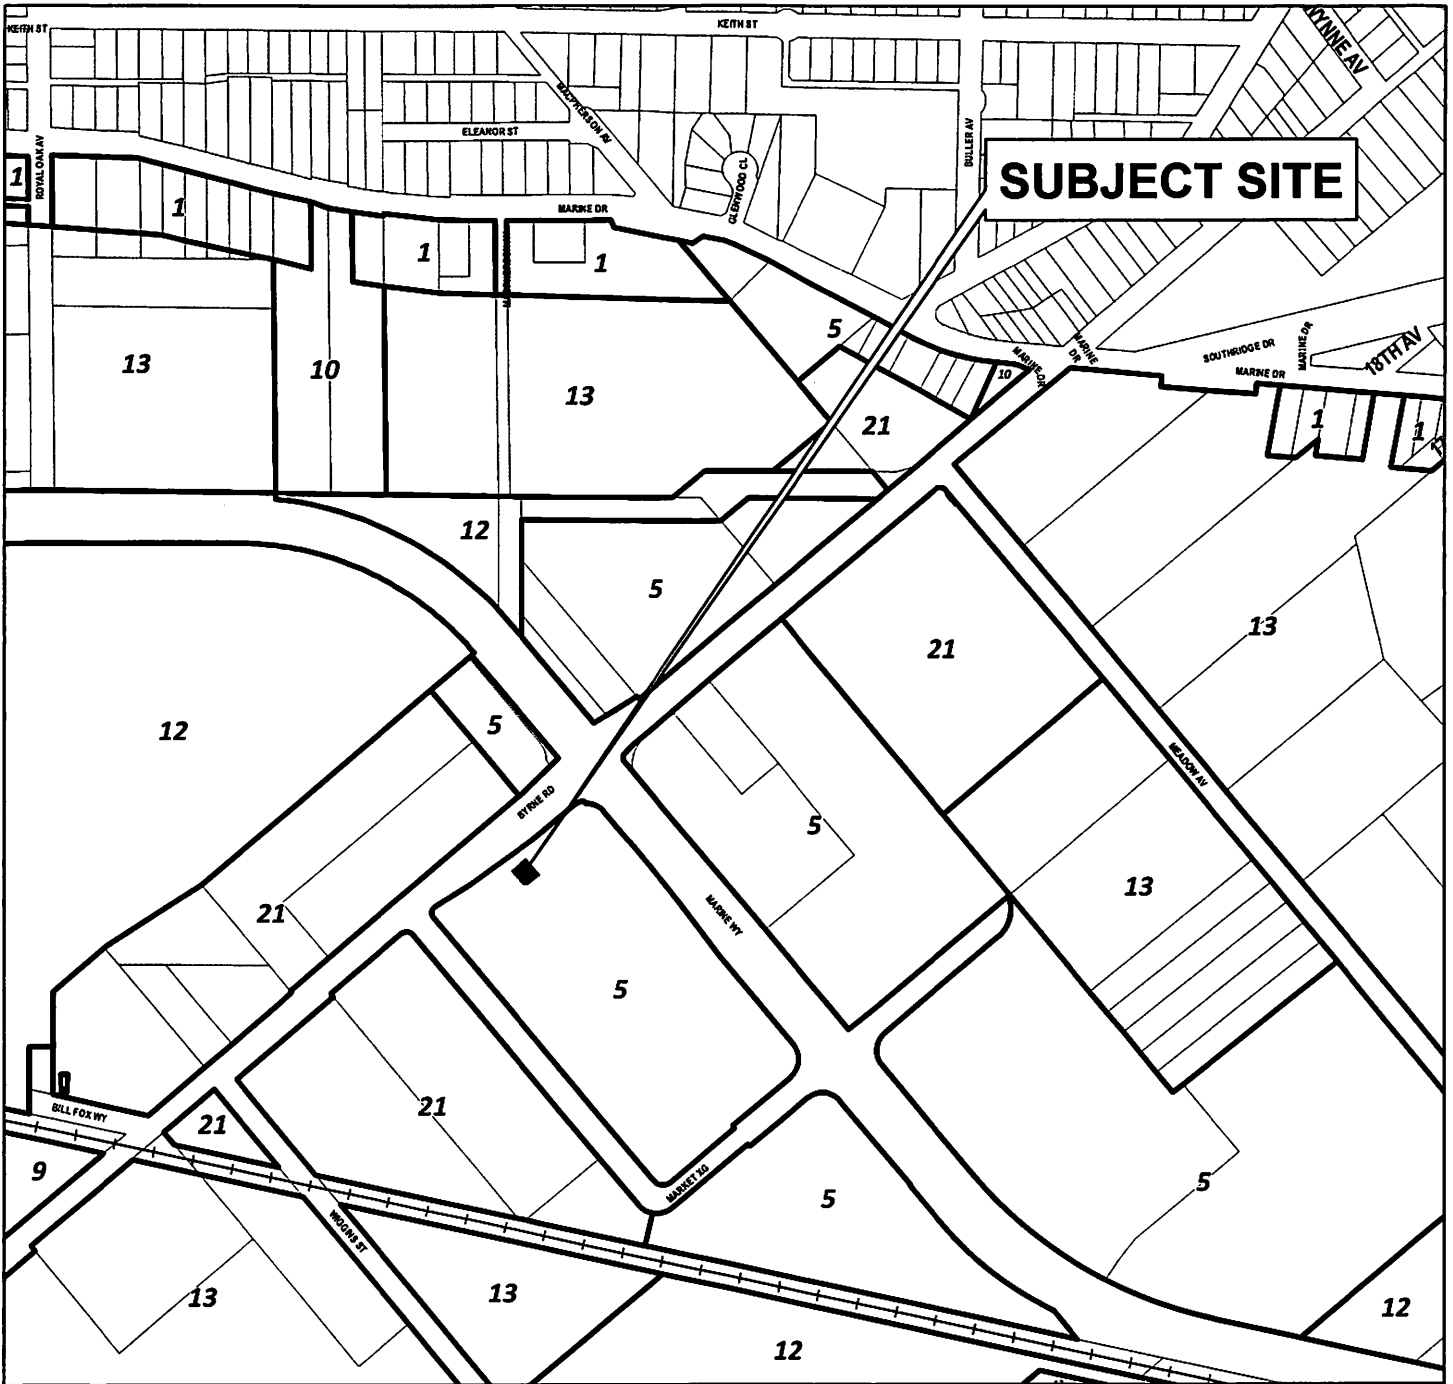 KEITH ST
KEITH ST
WYNNE AV
MACPHERSON AV
ELEANOR ST
BULLER AV
ROYAL OAK AV
GLENWOOD CL
SUBJECT SITE
1
1
MARINE DR
1
1
5
MARINE DR
MARINE DR
SOUTHRIDGE DR
MARINE DR
MARINE DR
18TH AV
13
10
13
10
21
1
1
12
5
13
21
12
5
MEADOW AV
BYRNE RD
5
13
21
MARINE WY
5
21
BILL FOX WY
21
9
MARKET XG
5
5
WIGGINS ST
13
13
12
12